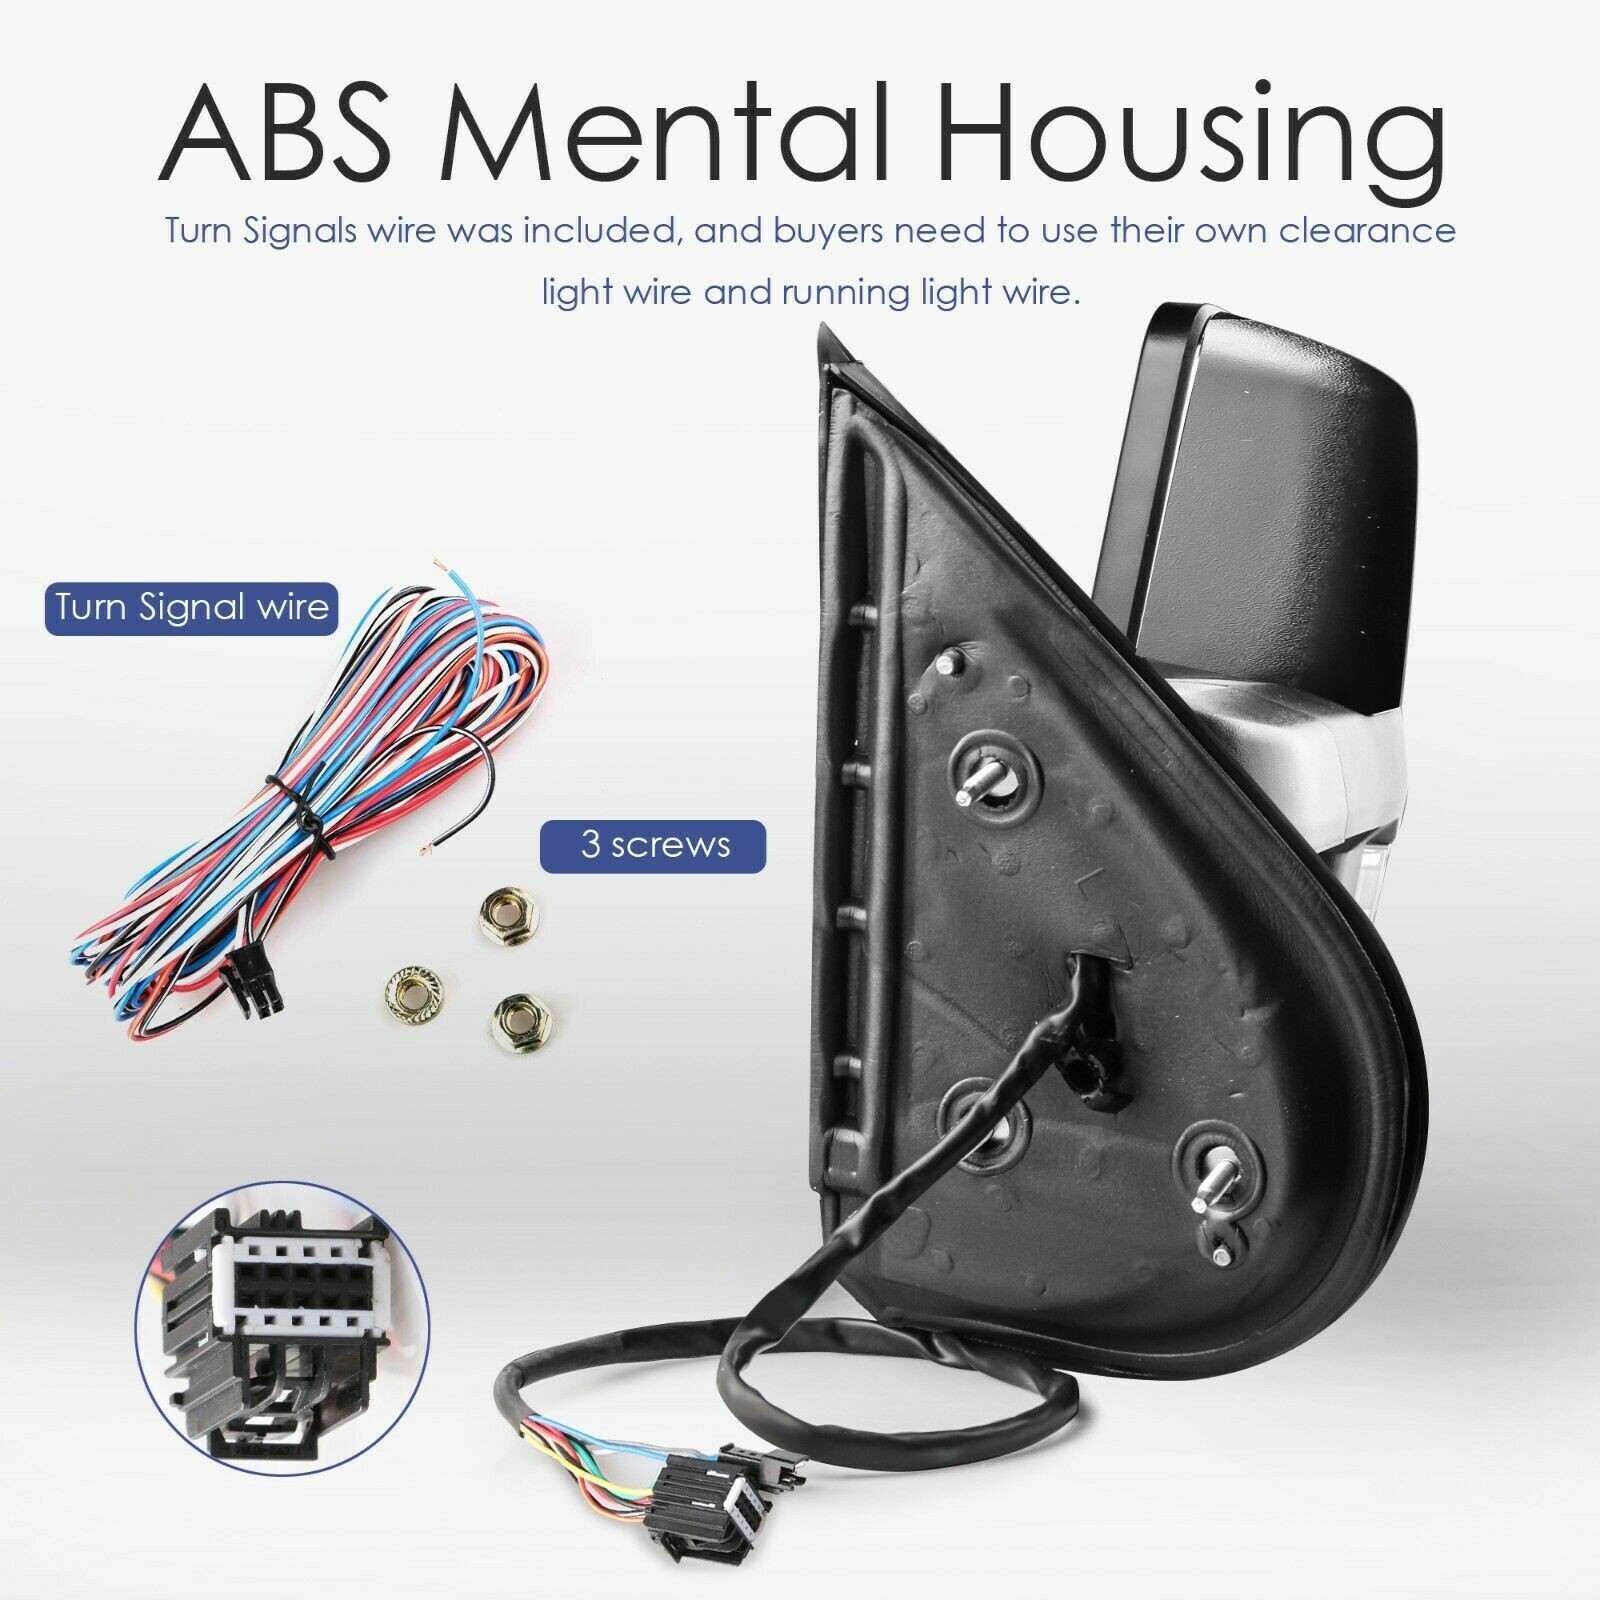 ABS Mental Housing
Turn Signals wire was included, and buyers need to use their own clearance
light wire and running light wire.
Turn Signal wire
3 screws